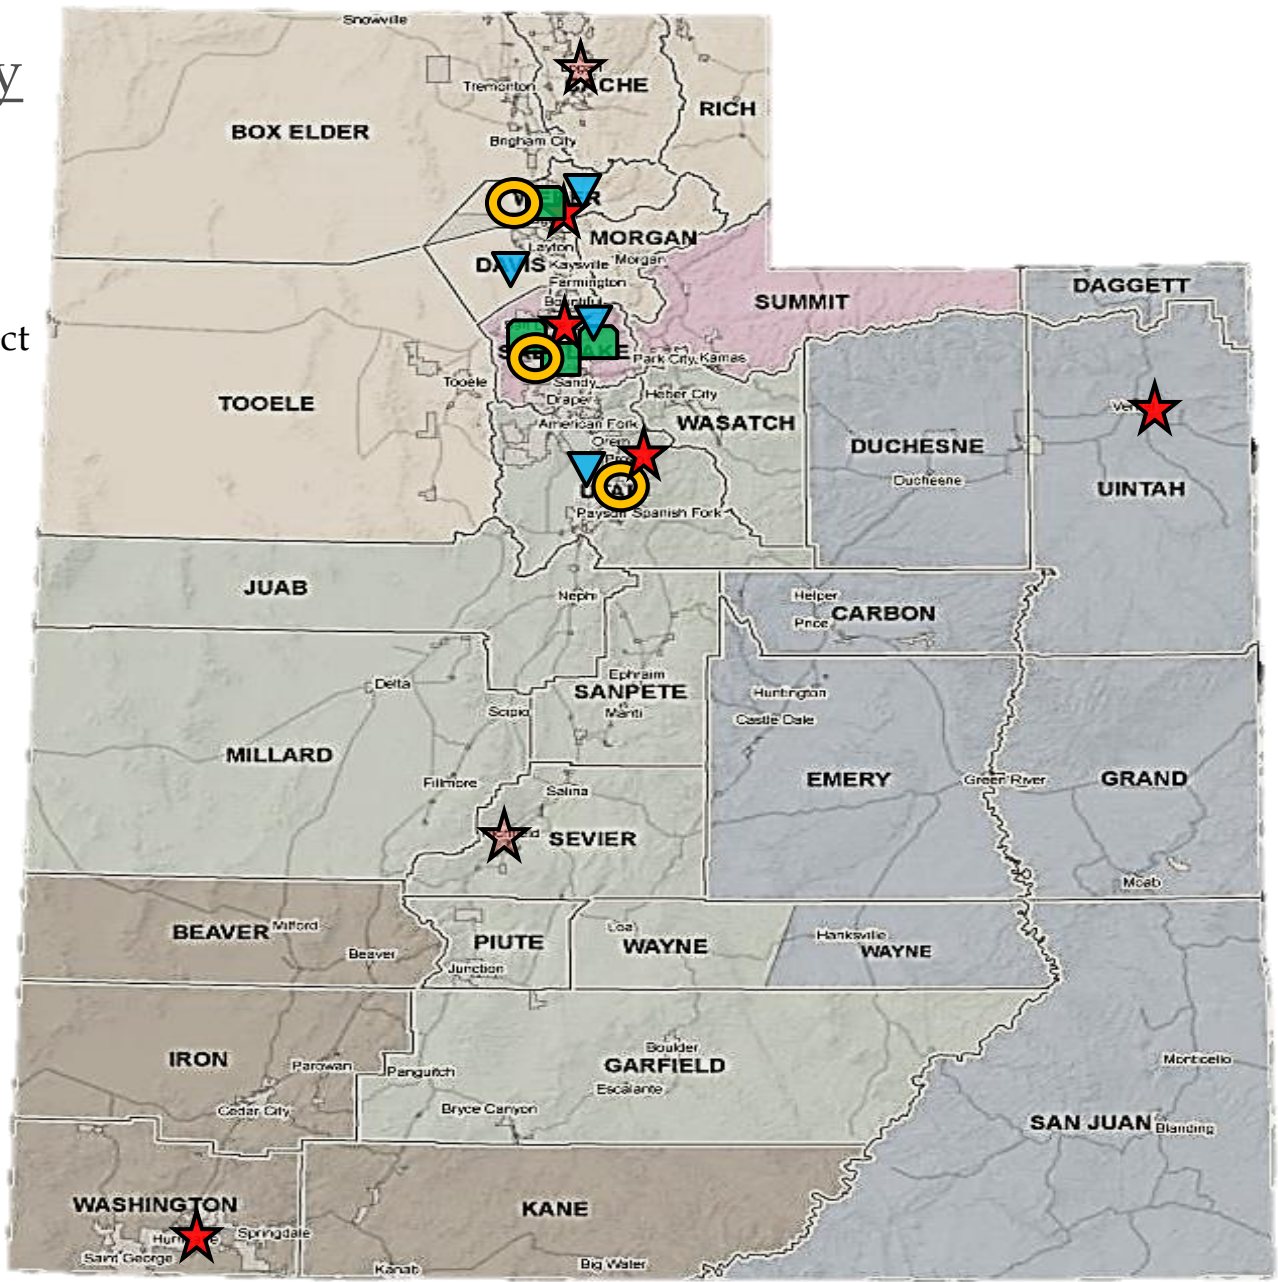 y
ct
Snowville
CHE
Tremonton
RICH
BOX ELDER
Brigham City
MORGAN
Layton
Morgan
Kaysville
Farmington
Bountiful
SUMMIT
DAGGETT
Park City
Kamas
Tooele
Sandy
Draper
Heber City
TOOELE
American Fork
WASATCH
Orem
DUCHESNE
Duchesne
UINTAH
Payson
Spanish Fork
JUAB
Nephi
Helper
CARBON
Price
Ephraim
SANPETE
Manti
Delta
Scipio
Huntington
Castle Dale
MILLARD
Fillmore
Salina
EMERY
Green River
GRAND
SEVIER
Moab
BEAVER
Milford
Beaver
PIUTE
Loa
WAYNE
Hanksville
WAYNE
Junction
IRON
Parowan
Panguitch
Boulder
GARFIELD
Escalante
Monticello
Cedar City
Bryce Canyon
SAN JUAN
Blanding
WASHINGTON
KANE
Springdale
Saint George
Kanab
Big Water